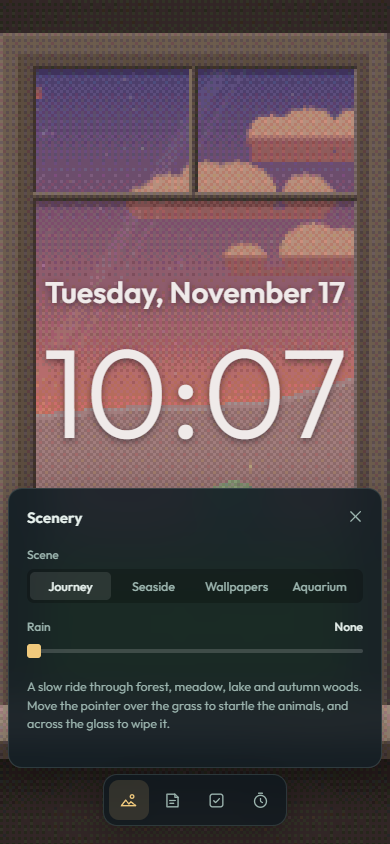 Tuesday, November 17
10:07
Scenery
Scene
Journey Seaside Wallpapers Aquarium
Rain None
A slow ride through forest, meadow, lake and autumn woods.
Move the pointer over the grass to startle the animals, and
across the glass to wipe it.